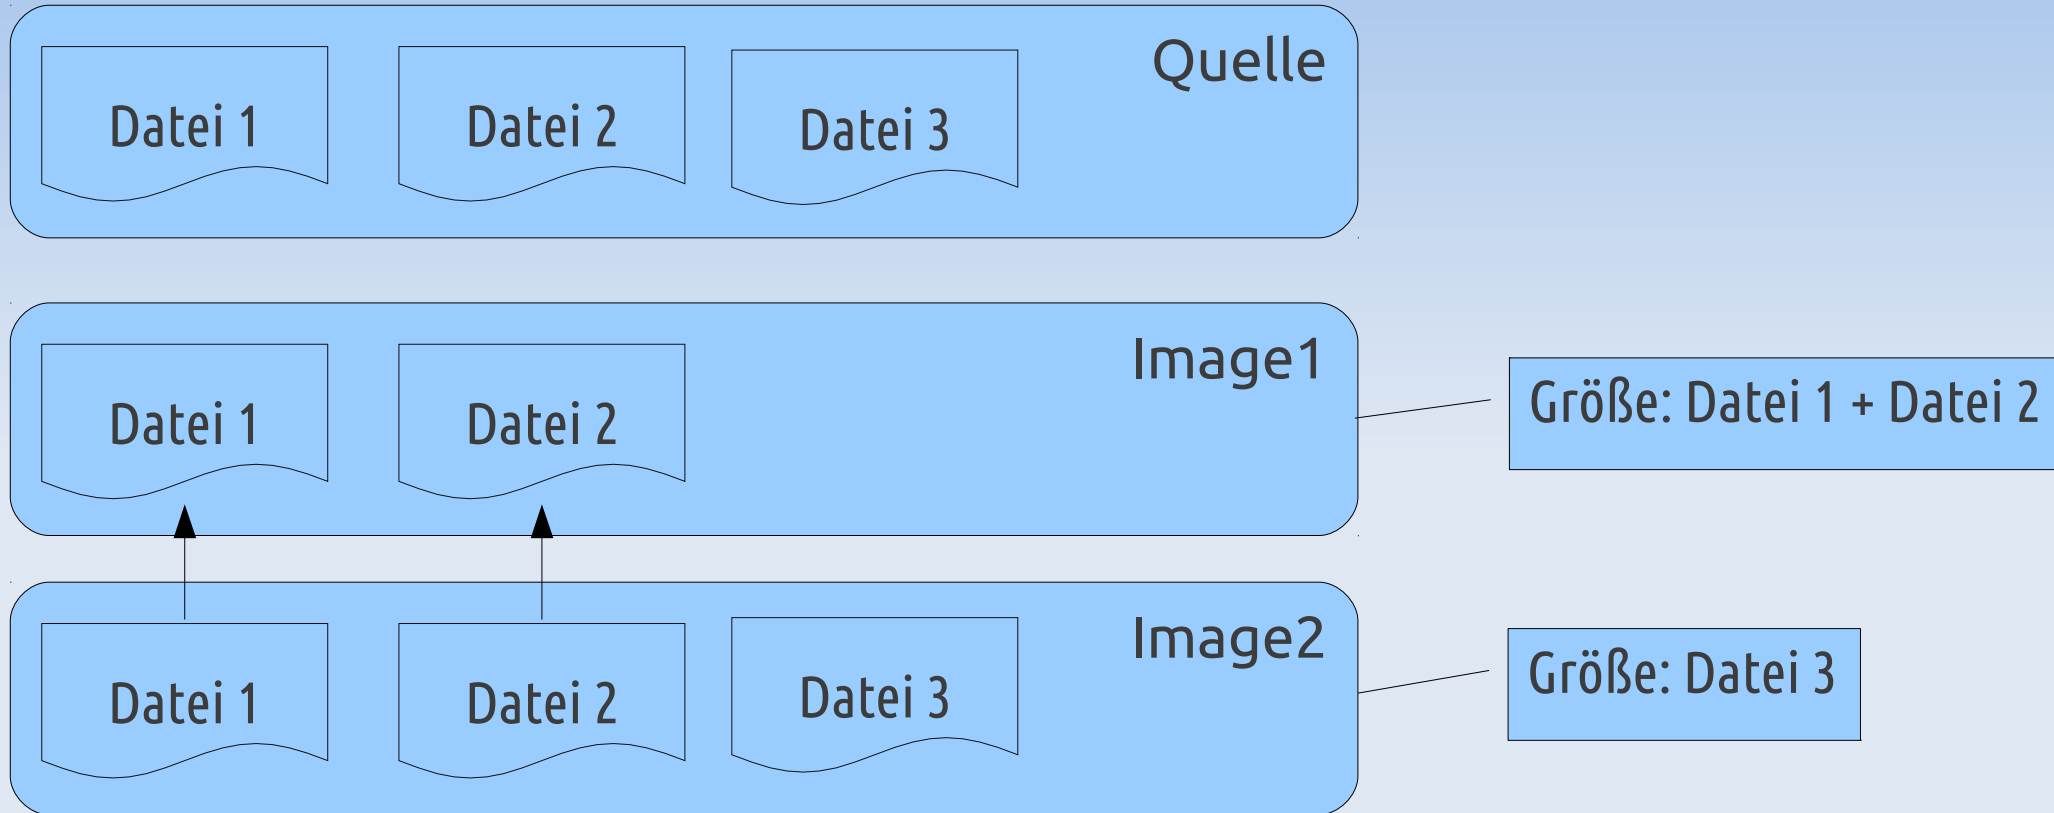 Quelle
Datei 1
Datei 2
Datei 3
Image1
Datei 1
Datei 2
Größe: Datei 1 + Datei 2
Image2
Datei 1
Datei 2
Datei 3
Größe: Datei 3